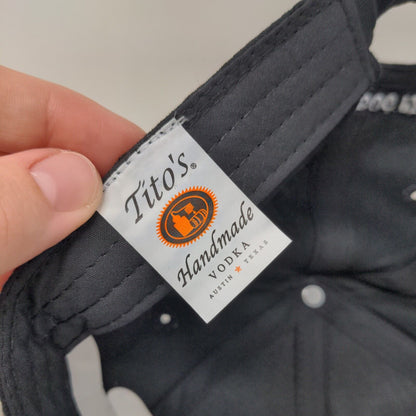 Tito's®
Handmade
VODKA
AUSTIN ★ TEXAS